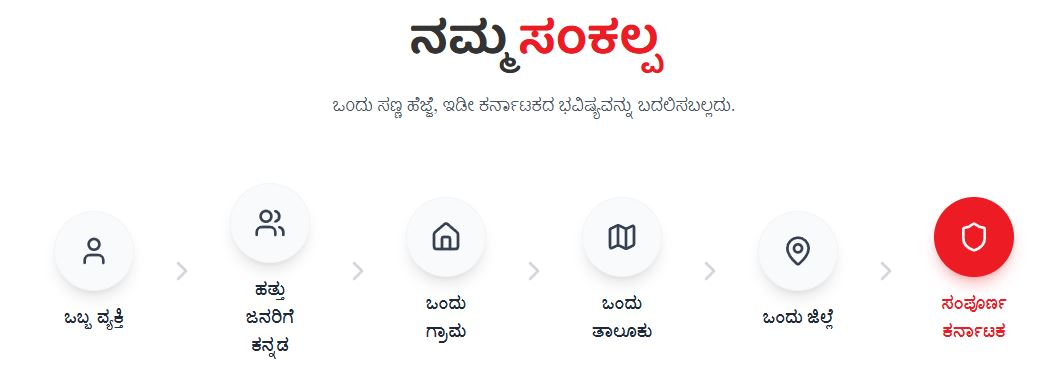 ನಮ್ಮ ಸಂಕಲ್ಪ
ಒಂದು ಸಣ್ಣ ಹೆಜ್ಜೆ, ಇಡೀ ಕರ್ನಾಟಕದ ಭವಿಷ್ಯವನ್ನು ಬದಲಿಸಬಲ್ಲದು.
ಒಬ್ಬ ವ್ಯಕ್ತಿ
ಹತ್ತು
ಜನರಿಗೆ
ಕನ್ನಡ
ಒಂದು
ಗ್ರಾಮ
ಒಂದು
ತಾಲೂಕು
ಒಂದು ಜಿಲ್ಲೆ
ಸಂಪೂರ್ಣ
ಕರ್ನಾಟಕ